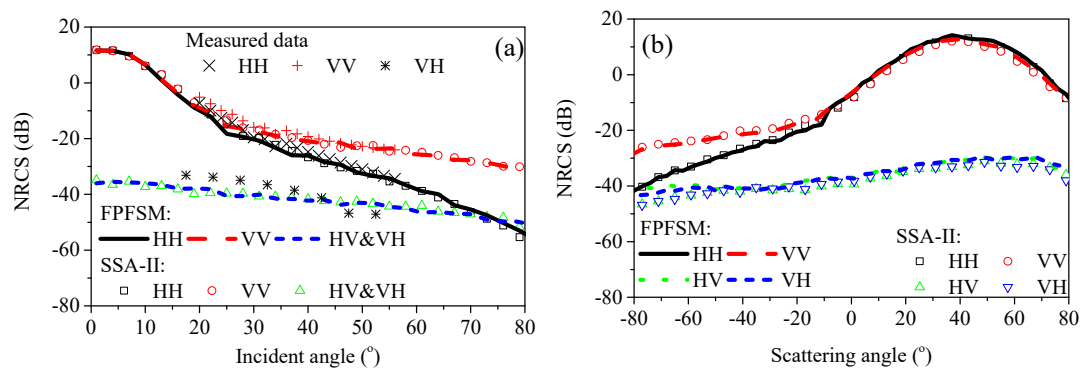 (a)
Measured data
HH VV VH
FPFSM:
HH VV HV&VH
SSA-II:
HH VV HV&VH
20
0
-20
-40
-60
-80
NRCS (dB)
0 10 20 30 40 50 60 70 80
Incident angle (o)
(b)
FPFSM:
HH VV
HV VH
SSA-II:
HH VV
HV VH
20
0
-20
-40
-60
-80
NRCS (dB)
-80 -60 -40 -20 0 20 40 60 80
Scattering angle (o)